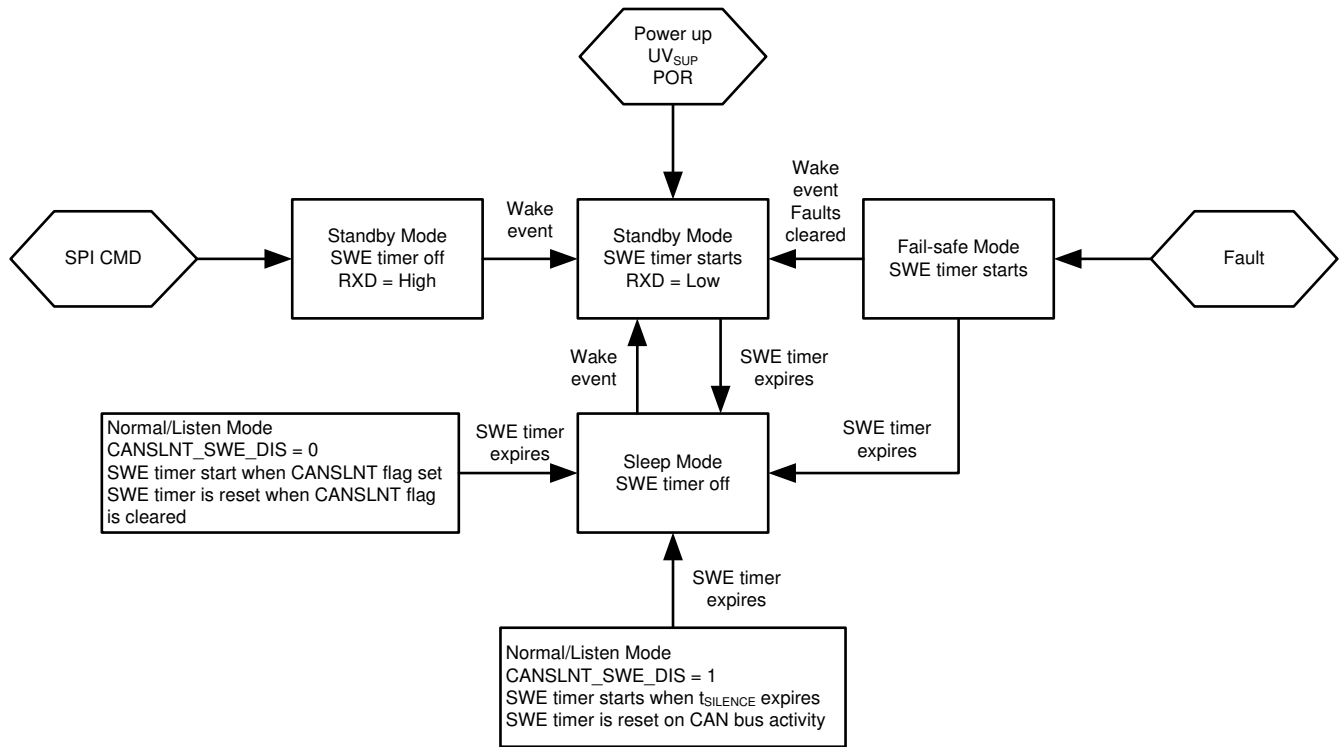 Power up
UVSUP
POR
SPI CMD
Standby Mode
SWE timer off
RXD = High
Wake
event
Standby Mode
SWE timer starts
RXD = Low
Wake
event
Faults
cleared
Fail-safe Mode
SWE timer starts
Fault
Wake
event
SWE timer
expires
Normal/Listen Mode
CANSLNT_SWE_DIS = 0
SWE timer start when CANSLNT flag set
SWE timer is reset when CANSLNT flag
is cleared
SWE timer
expires
Sleep Mode
SWE timer off
SWE timer
expires
SWE timer
expires
Normal/Listen Mode
CANSLNT_SWE_DIS = 1
SWE timer starts when tSILENCE expires
SWE timer is reset on CAN bus activity